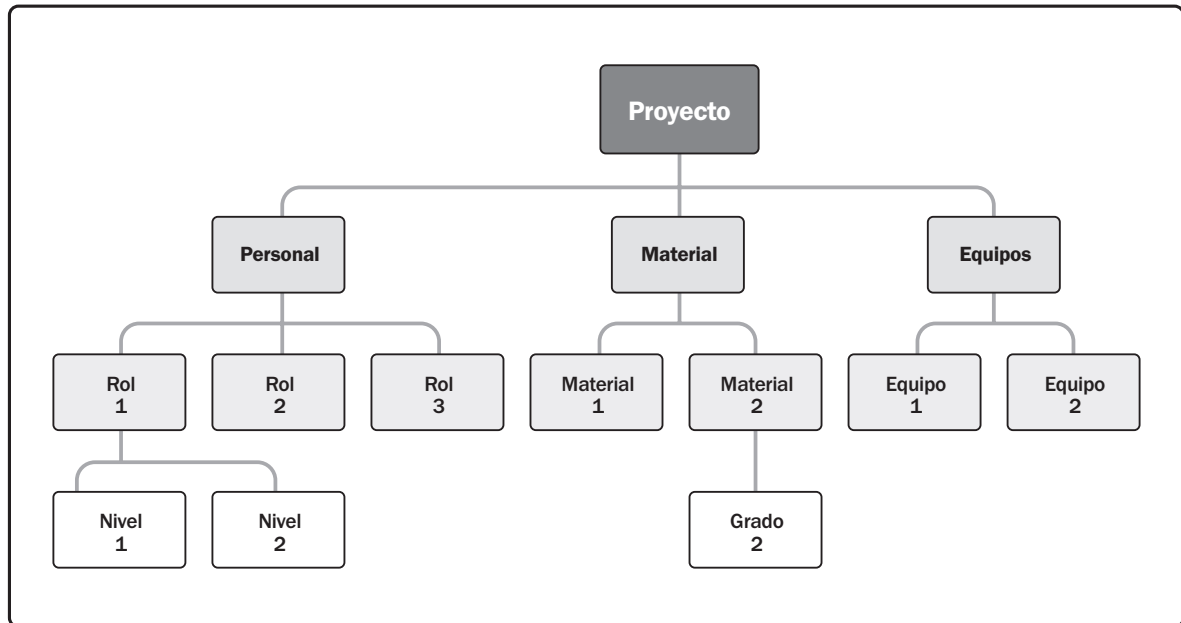 Proyecto
Personal
Material
Equipos
Rol
1
Rol
2
Rol
3
Material
1
Material
2
Equipo
1
Equipo
2
Nivel
1
Nivel
2
Grado
2